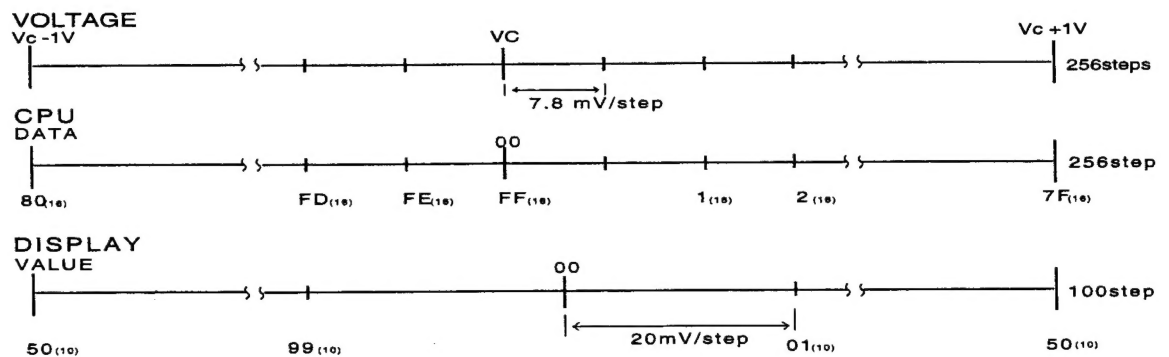 VOLTAGE
Vc-1V
VC
Vc+1V
256steps
7.8 mV/step
CPU
DATA
00
256step
80(16)
FD(16)
FE(16)
FF(16)
1(16)
2(16)
7F(16)
DISPLAY
VALUE
00
100step
20mV/step
50(10)
99(10)
01(10)
50(10)